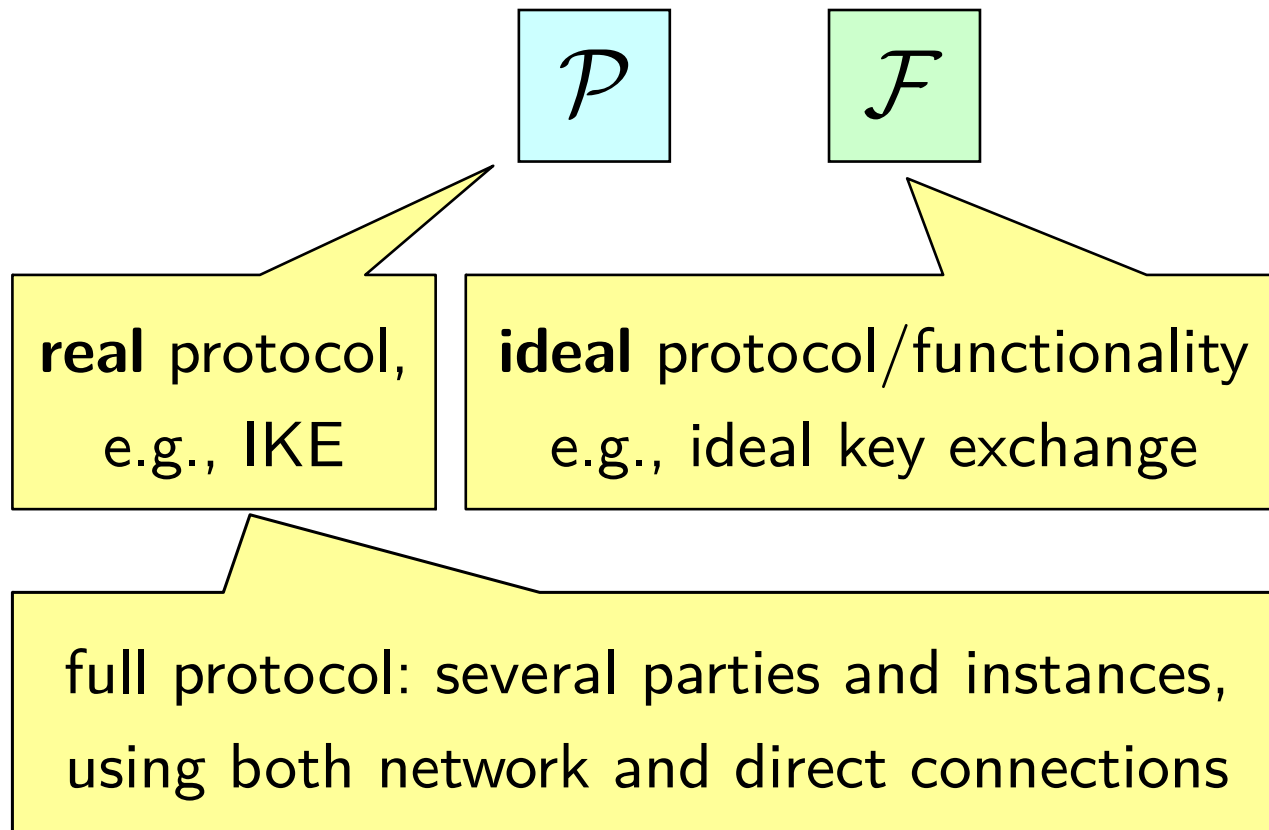 𝒫 ℱ
real protocol,
e.g., IKE
ideal protocol/functionality
e.g., ideal key exchange
full protocol: several parties and instances,
using both network and direct connections